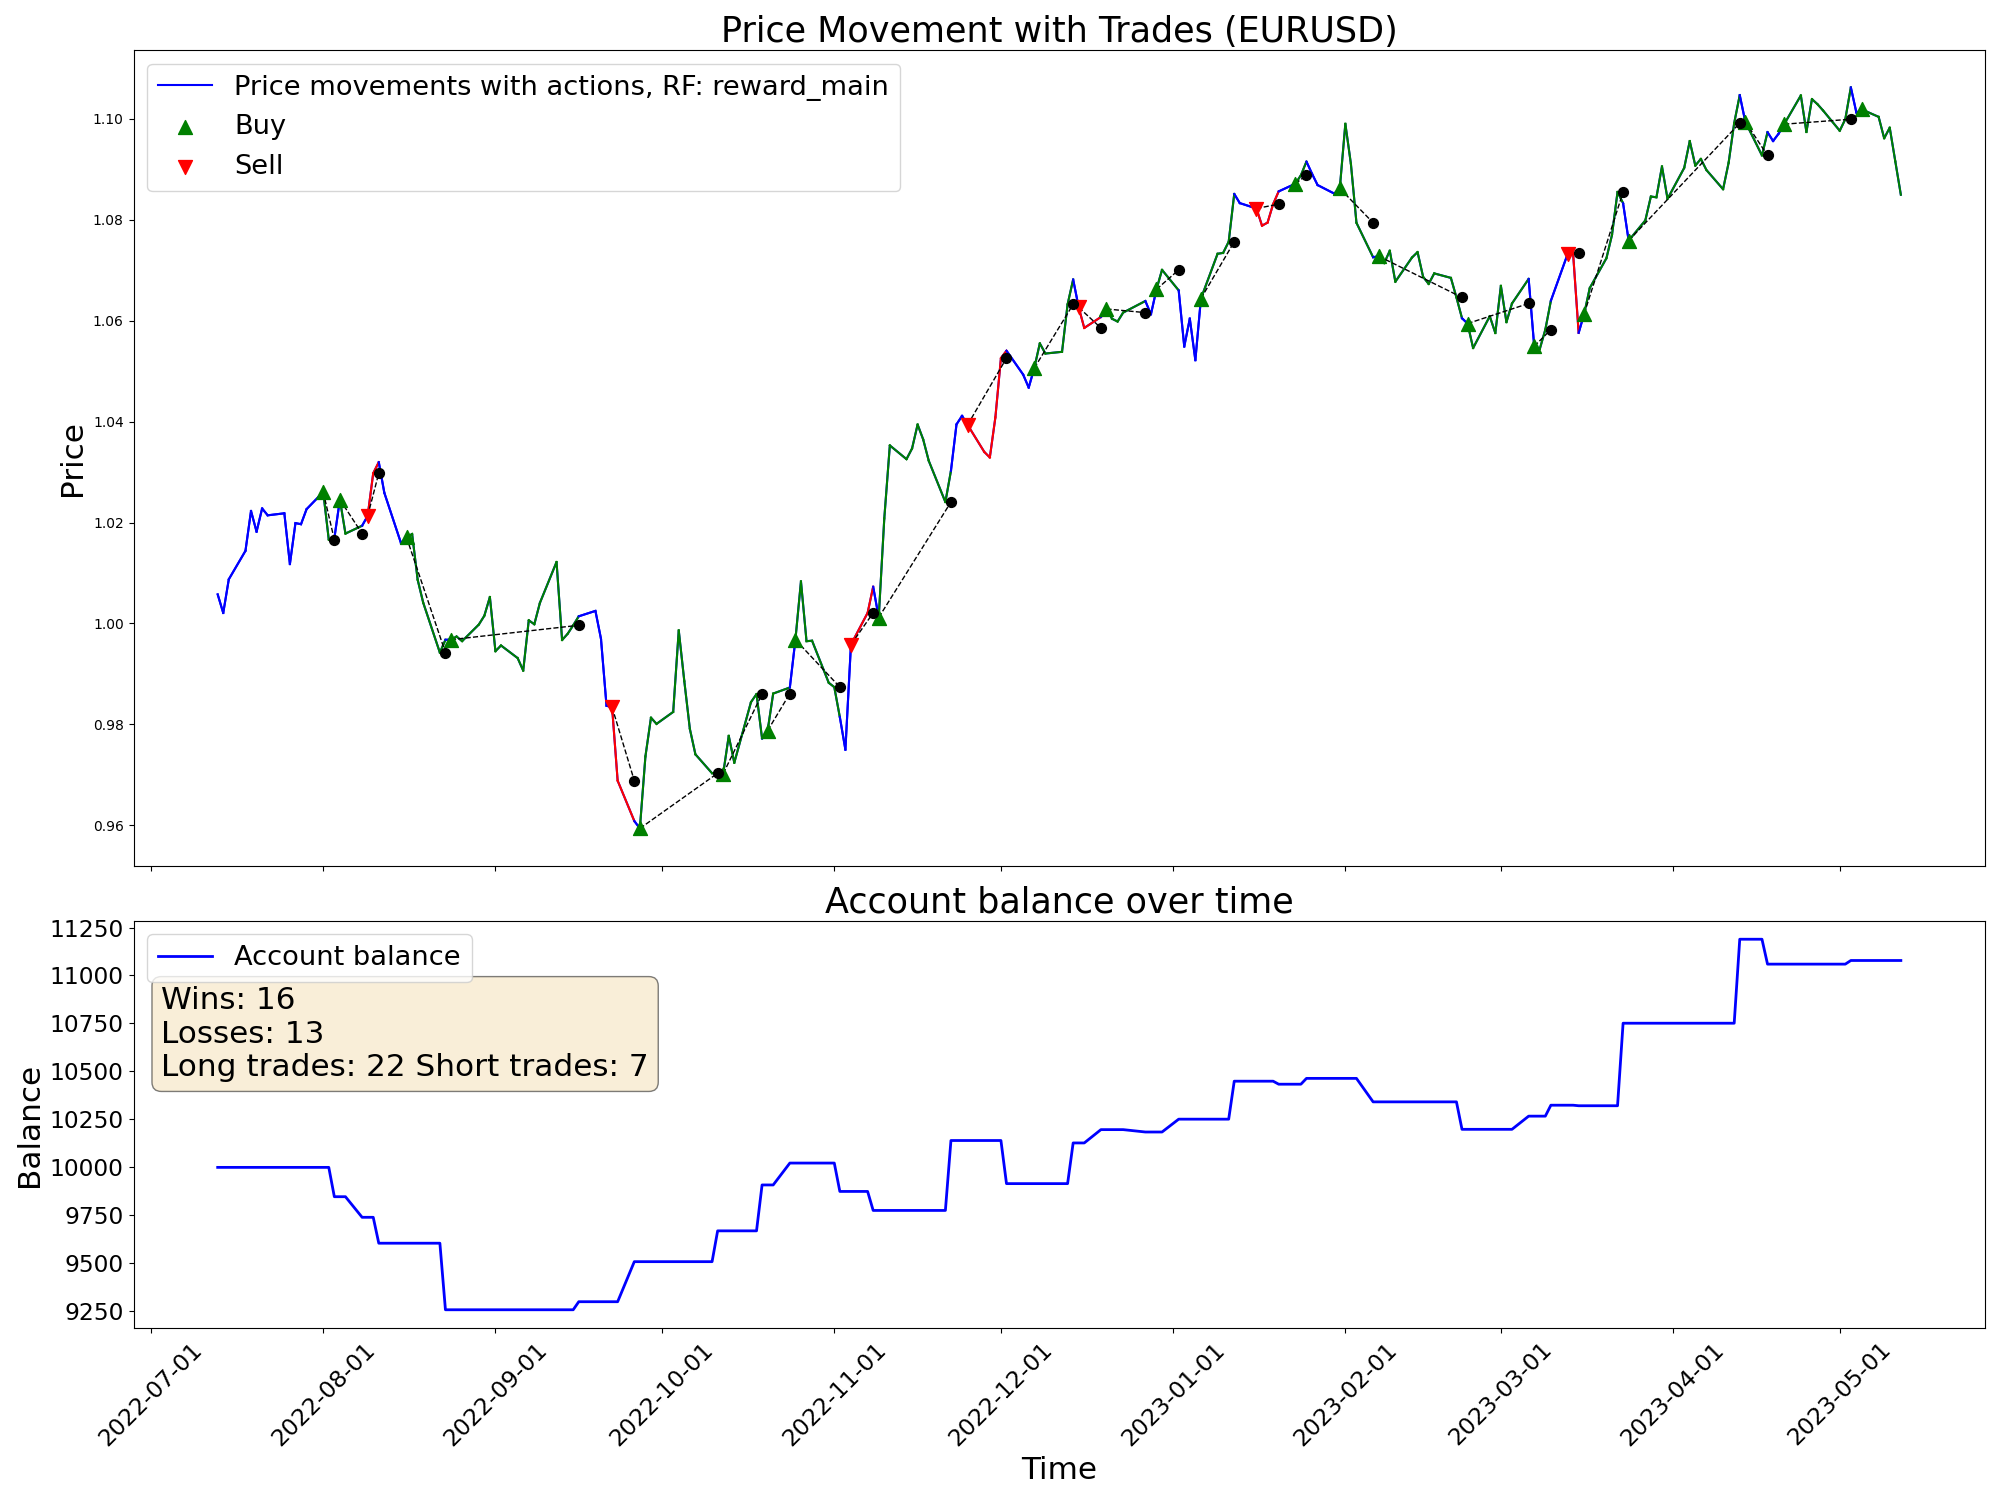 Price Movement with Trades (EURUSD)
Price movements with actions, RF: reward_main
Buy
Sell
Price
1.10
1.08
1.06
1.04
1.02
1.00
0.98
0.96
Account balance over time
Account balance
Wins: 16
Losses: 13
Long trades: 22 Short trades: 7
Balance
11250
11000
10750
10500
10250
10000
9750
9500
9250
2022-07-01
2022-08-01
2022-09-01
2022-10-01
2022-11-01
2022-12-01
2023-01-01
2023-02-01
2023-03-01
2023-04-01
2023-05-01
Time